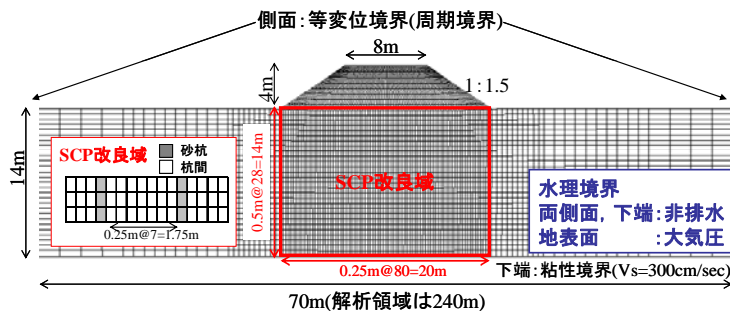 側面：等変位境界(周期境界)
8m
4m
1：1.5
14m
SCP改良域
砂杭
杭間
0.25m@7=1.75m
0.5m@28=14m
SCP改良域
水理境界
両側面，下端：非排水
地表面　　　：大気圧
0.25m@80=20m
下端：粘性境界(Vs=300cm/sec)
70m(解析領域は240m)